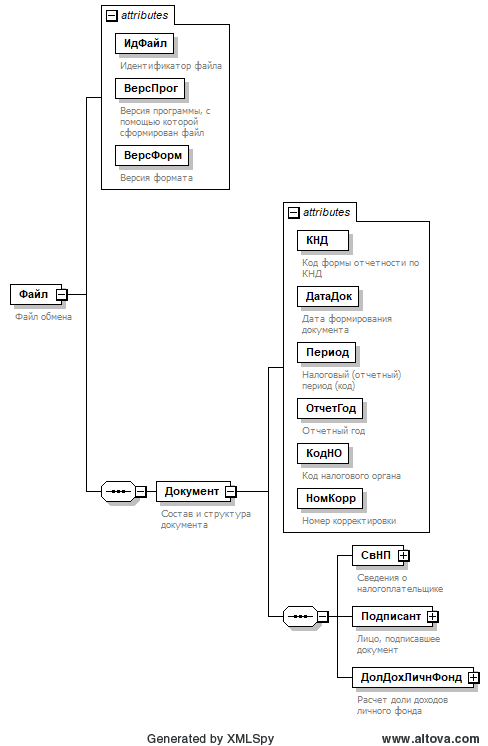 attributes
ИдФайл
Идентификатор файла
ВерсПрог
Версия программы, с
помощью которой
сформирован файл
ВерсФорм
Версия формата
Файл
Файл обмена
Документ
Состав и структура
документа
attributes
КНД
Код формы отчетности по
КНД
ДатаДок
Дата формирования
документа
Период
Налоговый (отчетный)
период (код)
ОтчетГод
Отчетный год
КодНО
Код налогового органа
НомКорр
Номер корректировки
СвНП
Сведения о
налогоплательщике
Подписант
Лицо, подписавшее
документ
ДолДохЛичнФонд
Расчет доли доходов
личного фонда
Generated by XMLSpy
www.altova.com